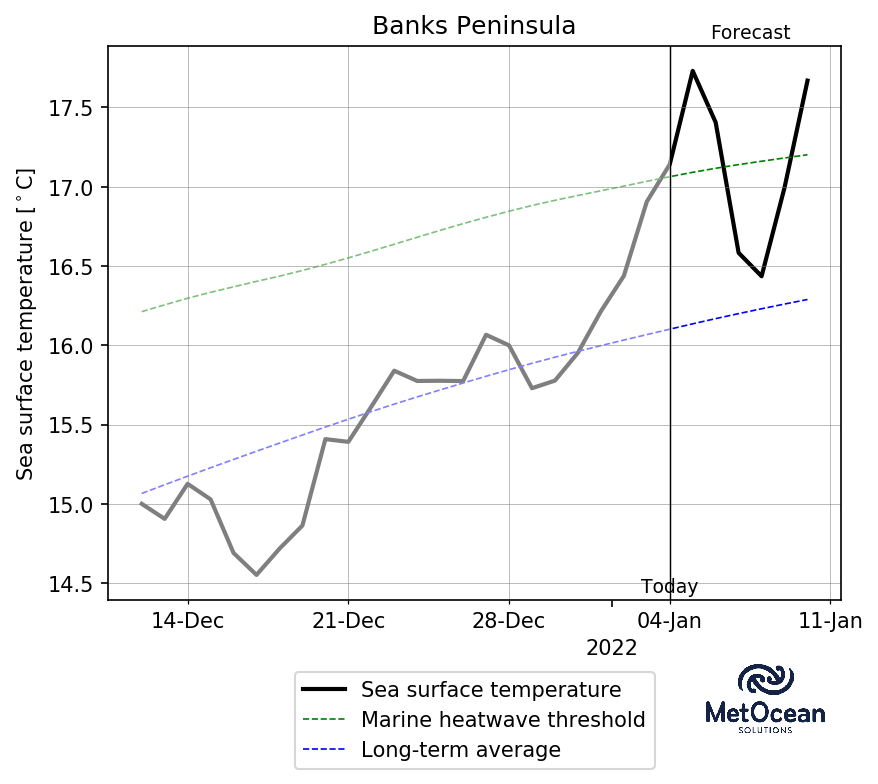 Banks Peninsula
Forecast
Sea surface temperature [°C]
17.5
17.0
16.5
16.0
15.5
15.0
14.5
Today
14-Dec 21-Dec 28-Dec 04-Jan 11-Jan
2022
Sea surface temperature
Marine heatwave threshold
Long-term average
MetOcean
SOLUTIONS